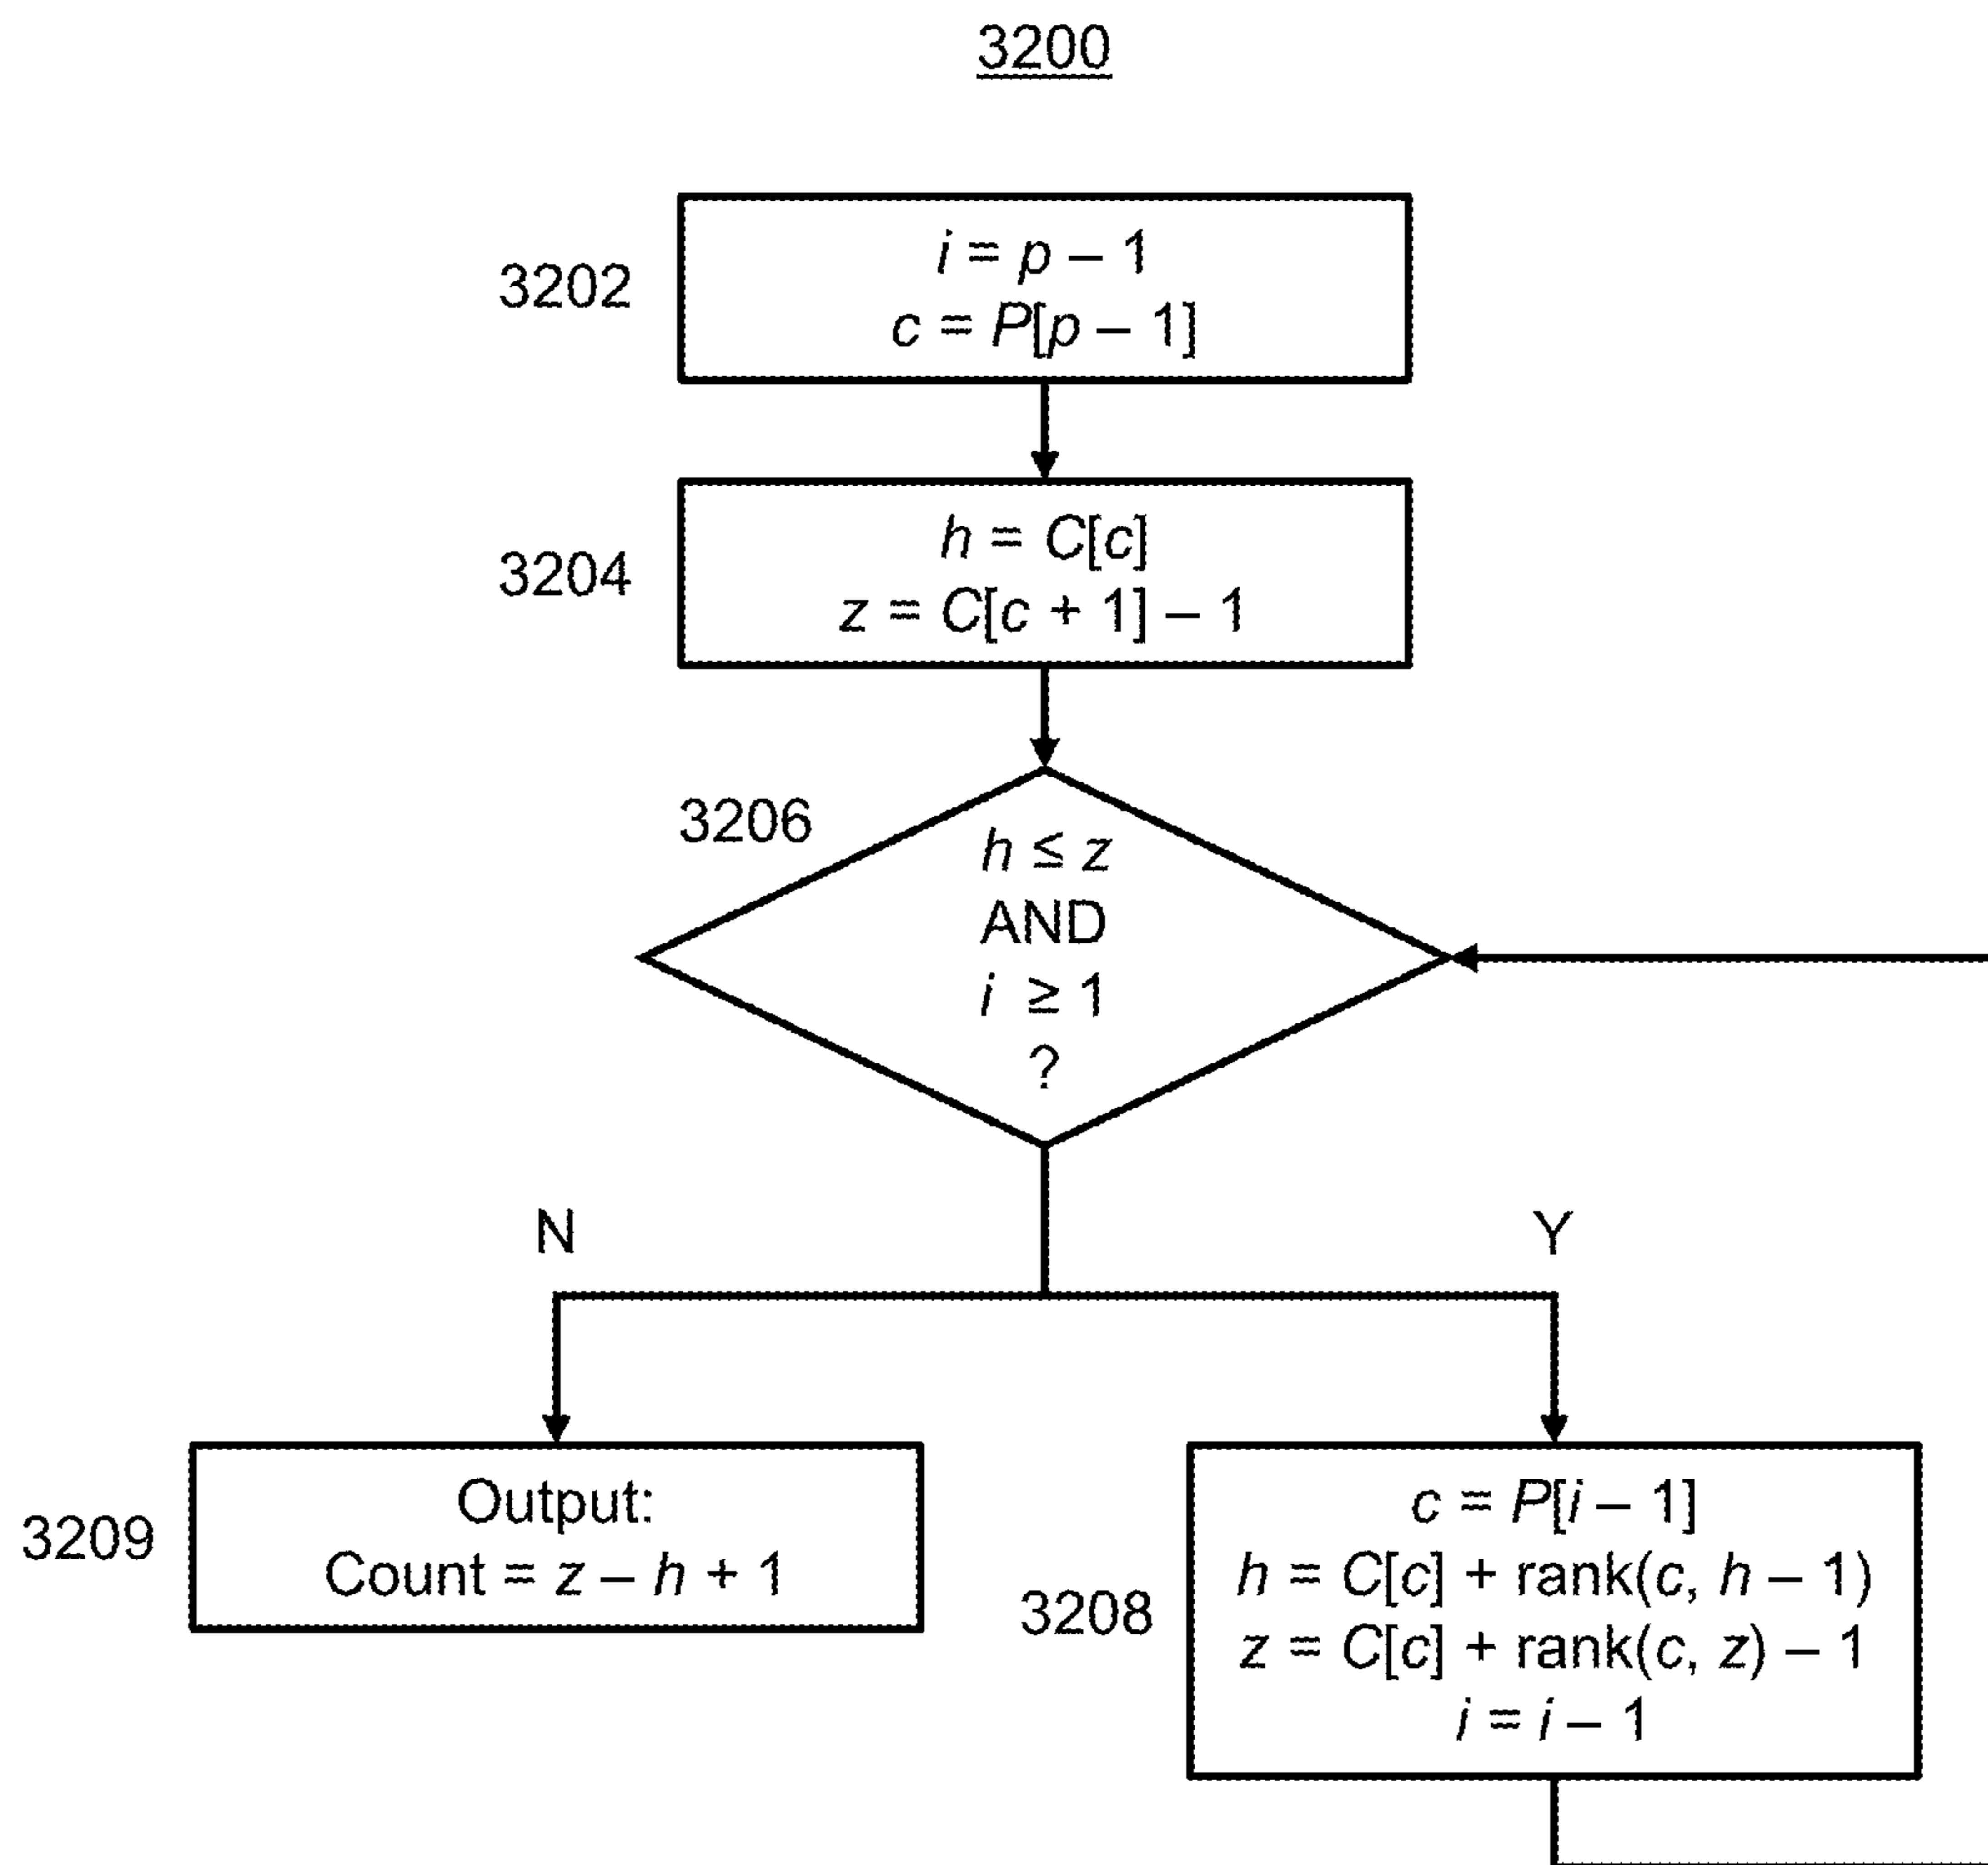 3200
3202
i = p – 1
c = P[p – 1]
3204
h = C[c]
z = C[c + 1] – 1
3206
h ≤ z
AND
i ≥ 1
?
N
Y
3209
Output:
Count = z – h + 1
3208
c = P[i – 1]
h = C[c] + rank(c, h – 1)
z = C[c] + rank(c, z) – 1
i = i – 1